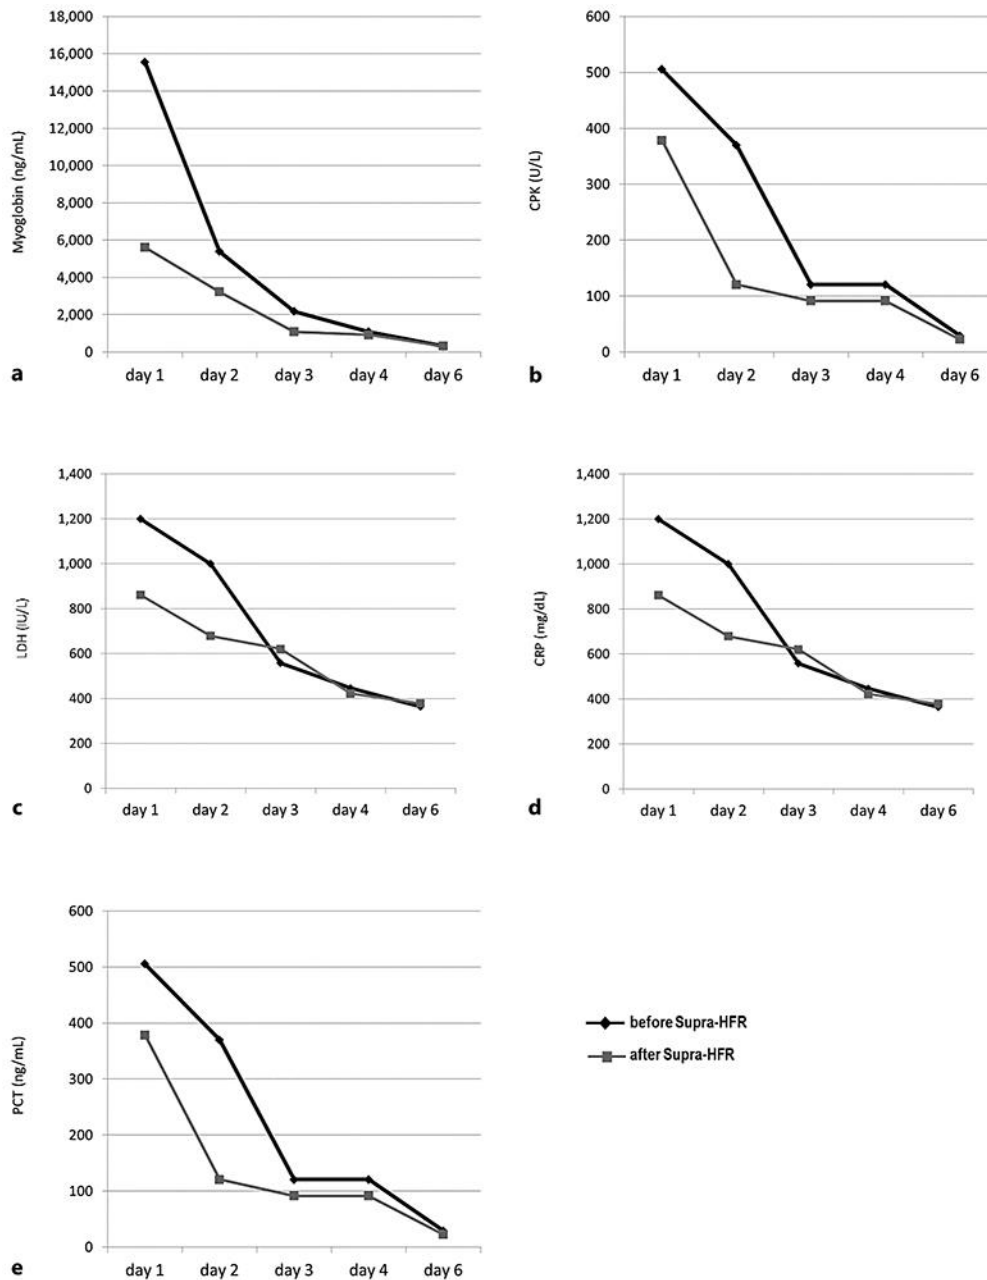 18,000
16,000
14,000
12,000
10,000
8,000
6,000
4,000
2,000
0
Myoglobin (ng/mL)
day 1 day 2 day 3 day 4 day 6
a
600
500
400
300
200
100
0
CPK (U/L)
day 1 day 2 day 3 day 4 day 6
b
1,400
1,200
1,000
800
600
400
200
0
LDH (IU/L)
day 1 day 2 day 3 day 4 day 6
c
1,400
1,200
1,000
800
600
400
200
0
CRP (mg/dL)
day 1 day 2 day 3 day 4 day 6
d
600
500
400
300
200
100
0
PCT (ng/mL)
day 1 day 2 day 3 day 4 day 6
e
before Supra-HFR
after Supra-HFR